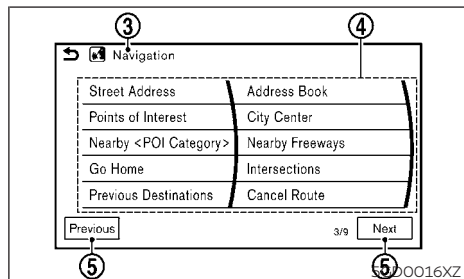 ③ ④
Navigation
Street Address Address Book
Points of Interest City Center
Nearby <POI Category> Nearby Freeways
Go Home Intersections
Previous Destinations Cancel Route
Previous 3/9 Next
⑤ ⑤